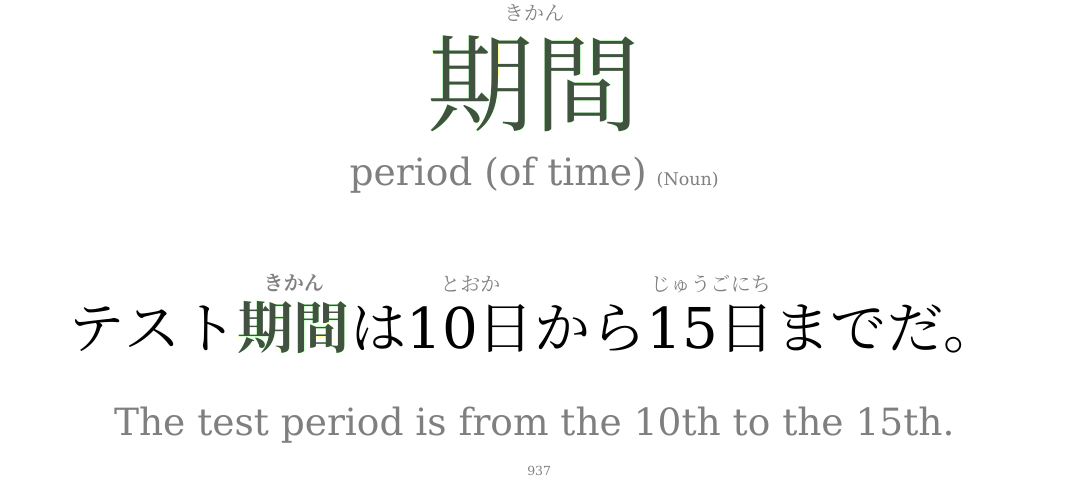 きかん
期間
period (of time) (Noun)
きかん とおか じゅうごにち
テスト期間は10日から15日までだ。
The test period is from the 10th to the 15th.
937